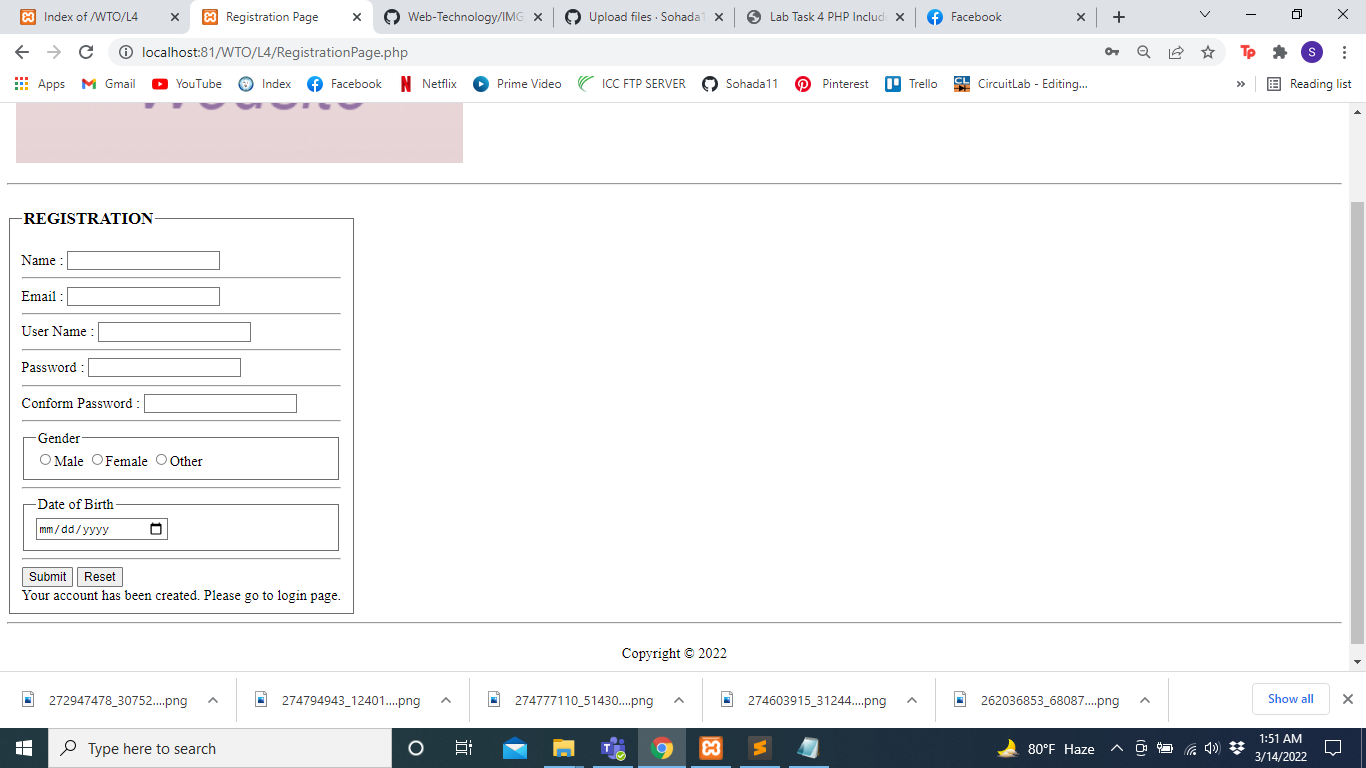 Index of /WTO/L4
Registration Page
Web-Technology/IMG
Upload files · Sohada1
Lab Task 4 PHP Includ
Facebook
localhost:81/WTO/L4/RegistrationPage.php
Tp
S
Apps
Gmail
YouTube
Index
Facebook
Netflix
Prime Video
ICC FTP SERVER
Sohada11
Pinterest
Trello
CircuitLab - Editing...
»
Reading list
REGISTRATION
Name :
Email :
User Name :
Password :
Conform Password :
Gender
Male Female Other
Date of Birth
mm/dd/yyyy
Submit Reset
Your account has been created. Please go to login page.
Copyright © 2022
272947478_30752....png
274794943_12401....png
274777110_51430....png
274603915_31244....png
262036853_68087....png
Show all
Type here to search
80°F Haze
1:51 AM
3/14/2022